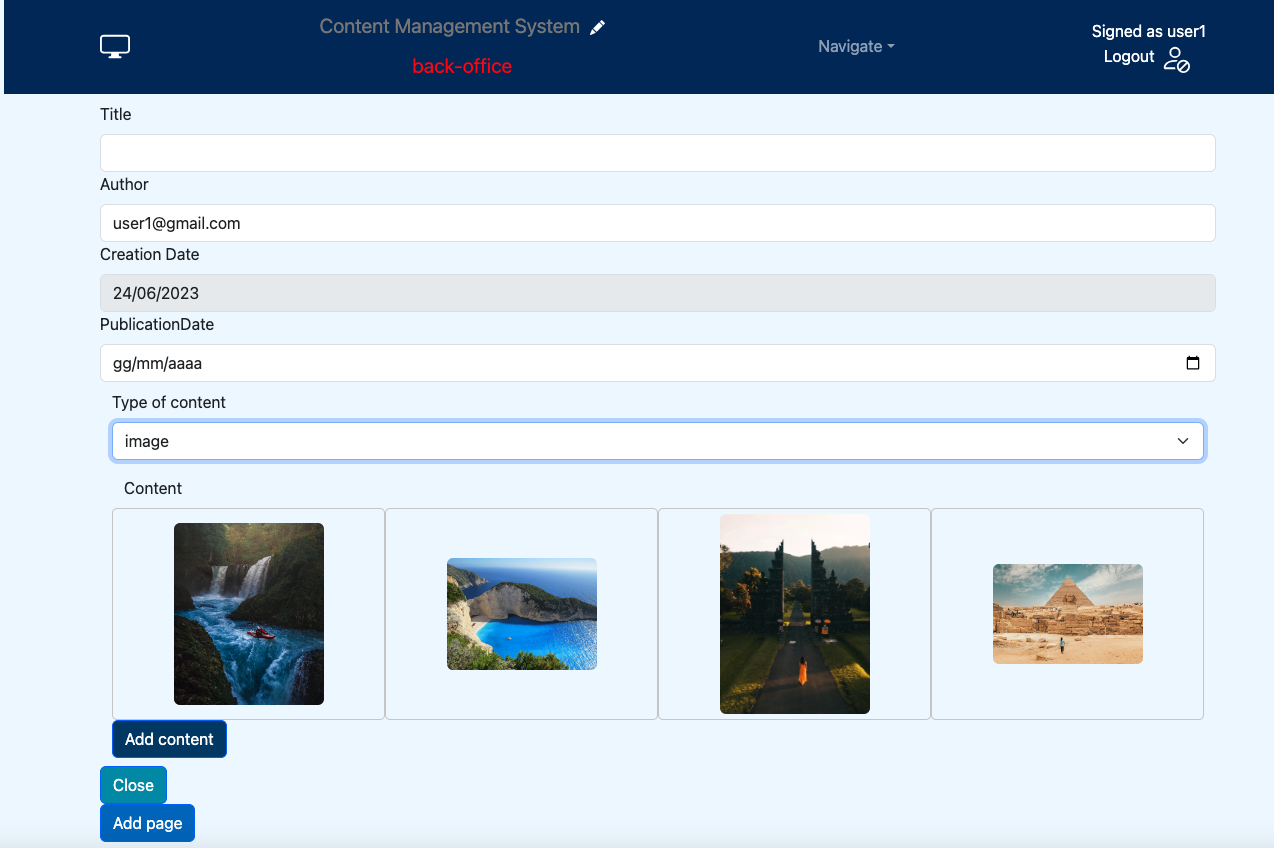 Content Management System
back-office
Navigate
Signed as user1
Logout
Title
Author
user1@gmail.com
Creation Date
24/06/2023
PublicationDate
gg/mm/aaaa
Type of content
image
Content
Add content
Close
Add page